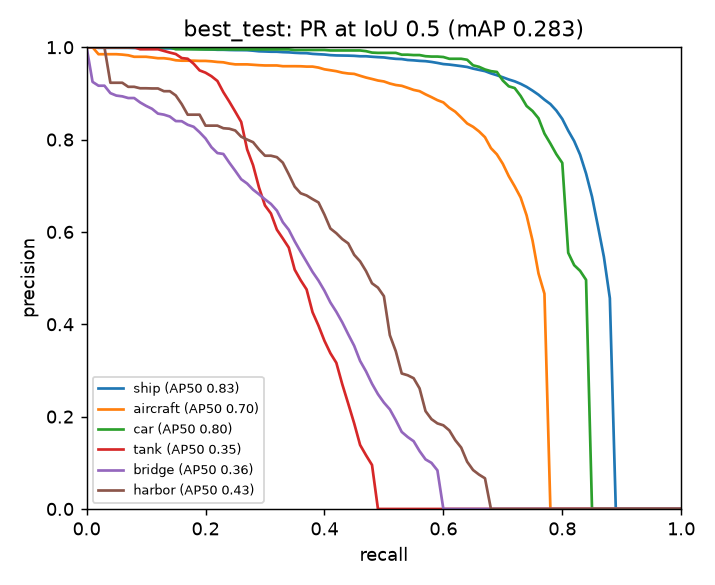 best_test: PR at IoU 0.5 (mAP 0.283)
1.0
0.8
0.6
0.4
0.2
0.0
precision
ship (AP50 0.83)
aircraft (AP50 0.70)
car (AP50 0.80)
tank (AP50 0.35)
bridge (AP50 0.36)
harbor (AP50 0.43)
0.0 0.2 0.4 0.6 0.8 1.0
recall